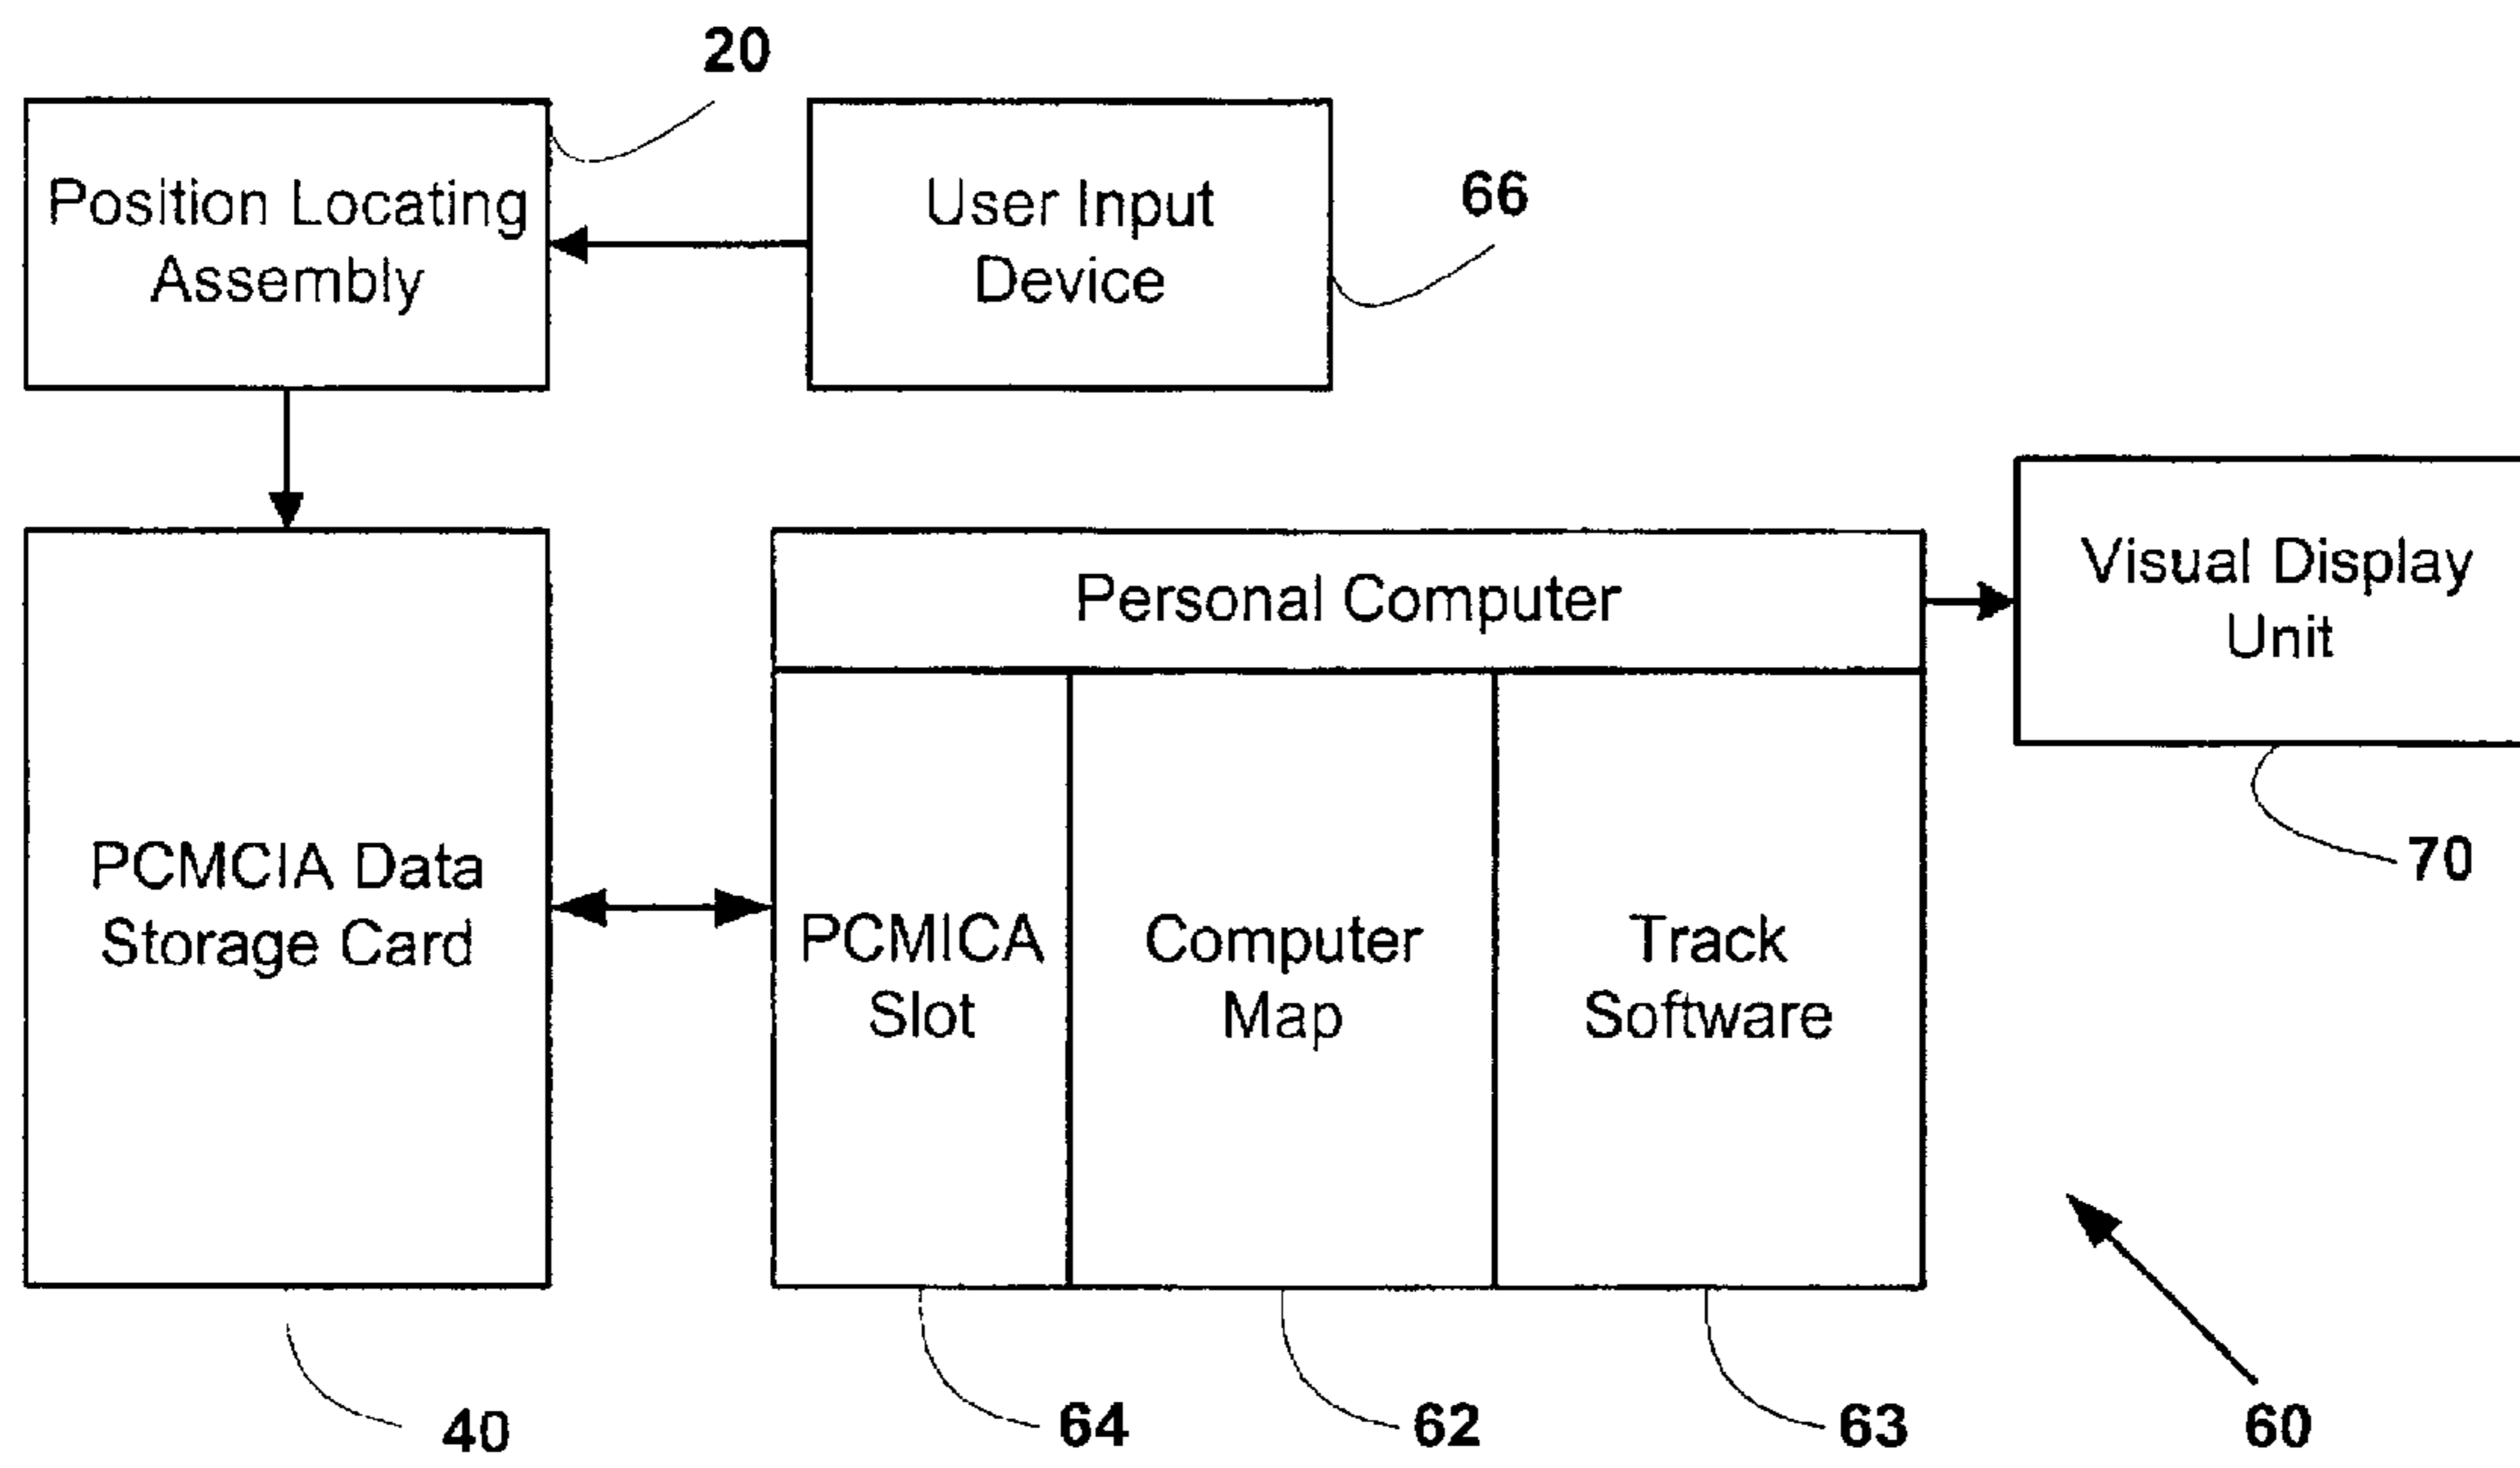 20
Position Locating
Assembly
User Input
Device
66
Personal Computer
Visual Display
Unit
70
PCMCIA Data
Storage Card
PCMICA
Slot
Computer
Map
Track
Software
40
64
62
63
60